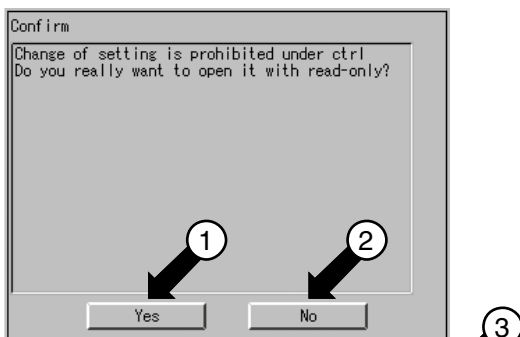 Confirm
Change of setting is prohibited under ctrl
Do you really want to open it with read-only?
1
2
Yes
No
3